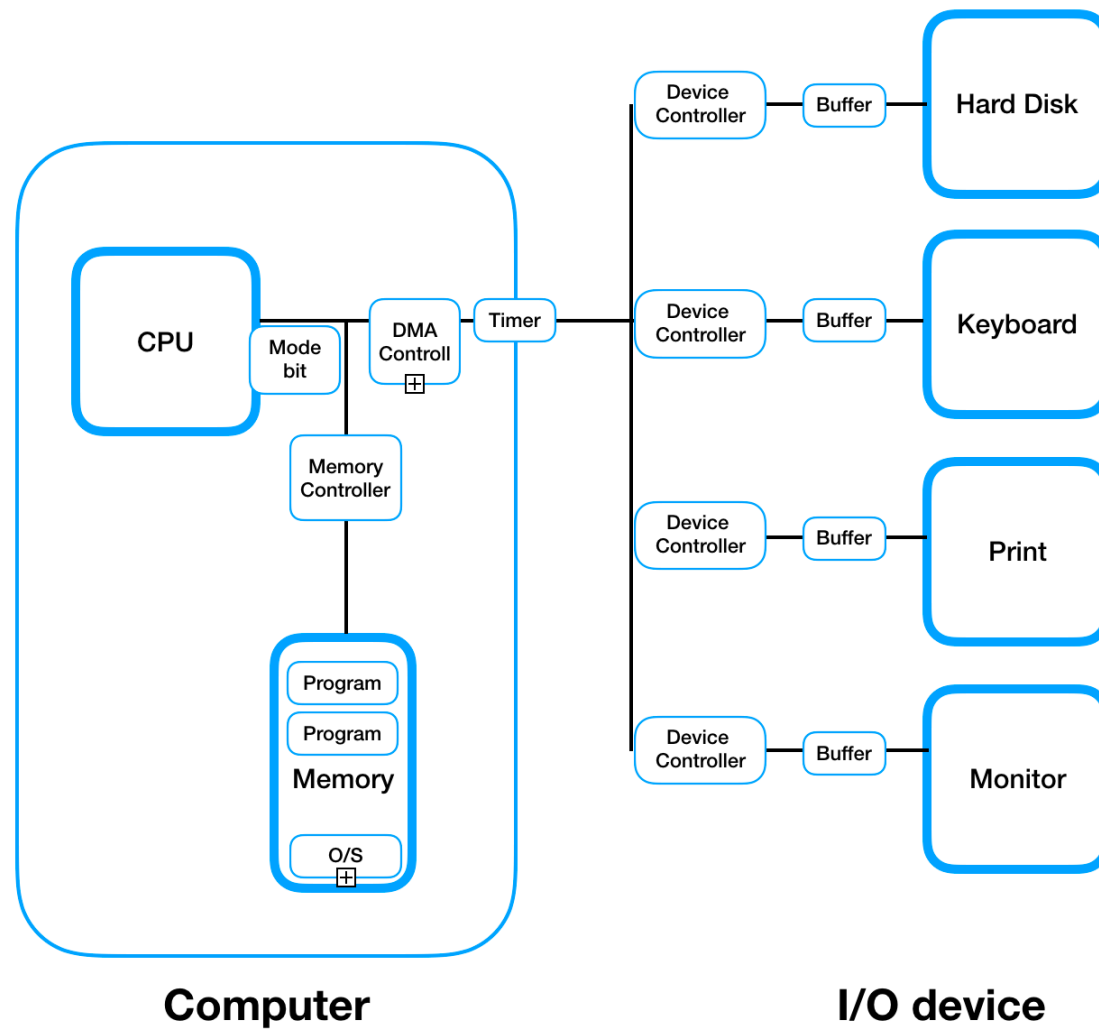 Device
Controller
Buffer
Hard Disk
CPU
Mode
bit
DMA
Controll
Timer
Device
Controller
Buffer
Keyboard
Memory
Controller
Device
Controller
Buffer
Print
Program
Program
Memory
O/S
Device
Controller
Buffer
Monitor
Computer
I/O device